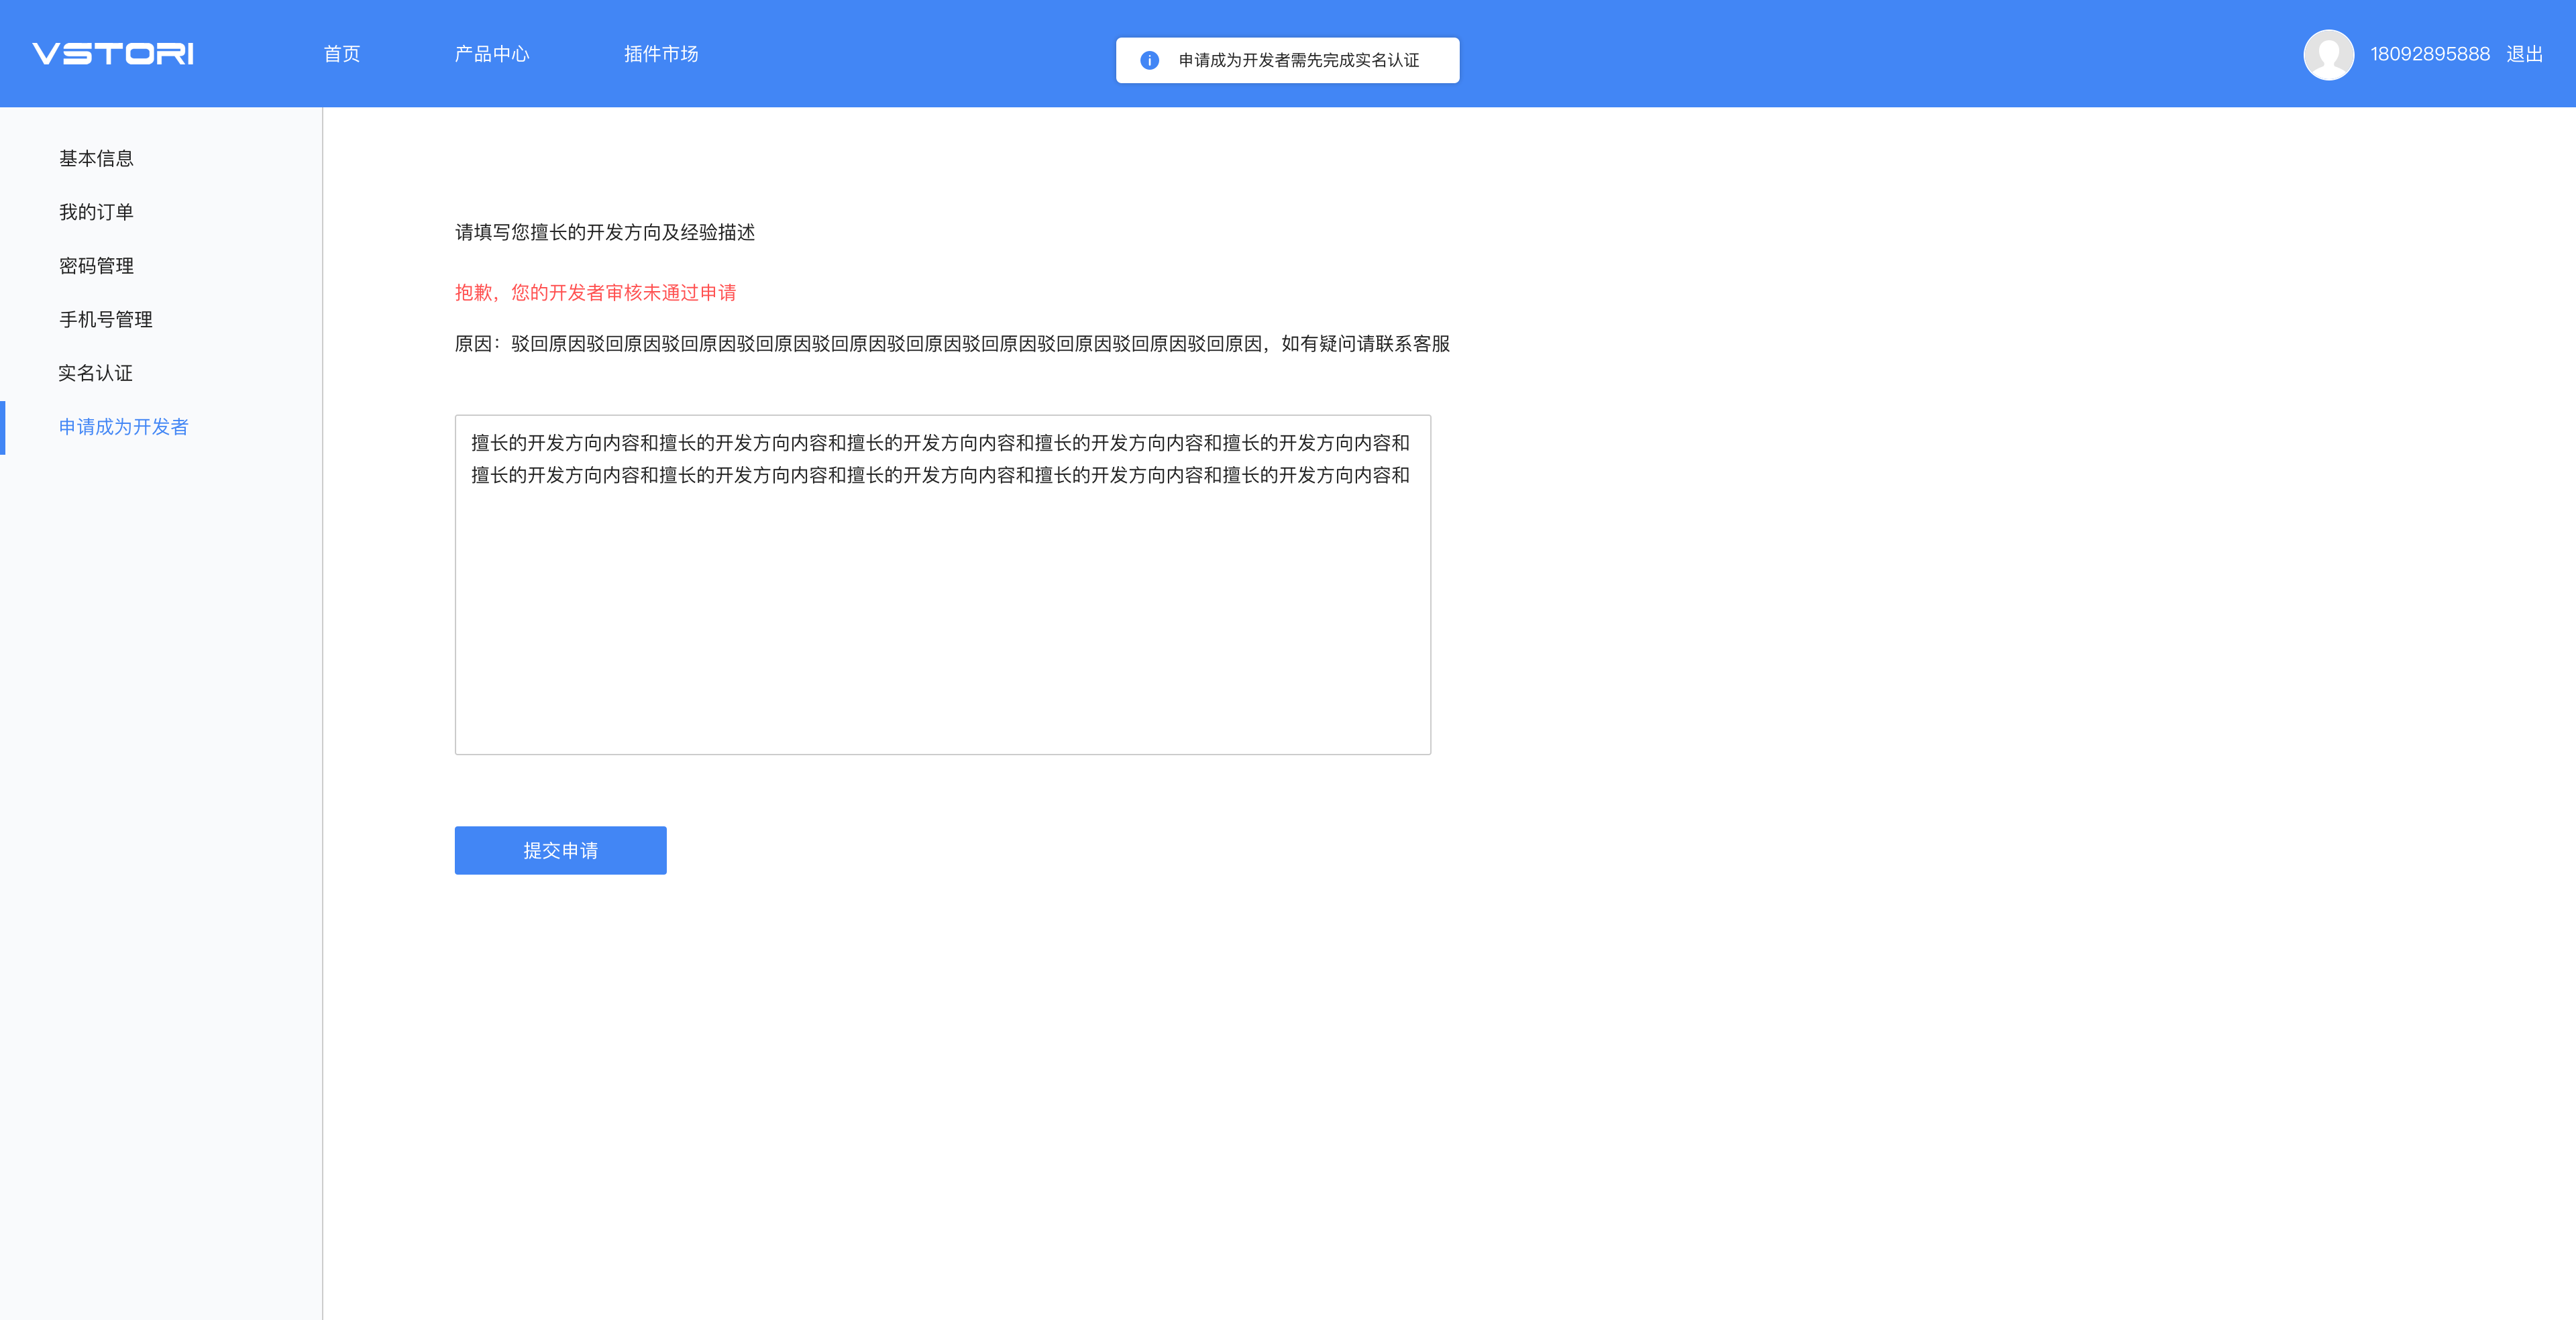 VSTORI
首页
产品中心
插件市场
申请成为开发者需先完成实名认证
18092895888
退出
基本信息
我的订单
密码管理
手机号管理
实名认证
申请成为开发者
请填写您擅长的开发方向及经验描述
抱歉，您的开发者审核未通过申请
原因：驳回原因驳回原因驳回原因驳回原因驳回原因驳回原因驳回原因驳回原因驳回原因驳回原因，如有疑问请联系客服
擅长的开发方向内容和擅长的开发方向内容和擅长的开发方向内容和擅长的开发方向内容和擅长的开发方向内容和
擅长的开发方向内容和擅长的开发方向内容和擅长的开发方向内容和擅长的开发方向内容和擅长的开发方向内容和
提交申请